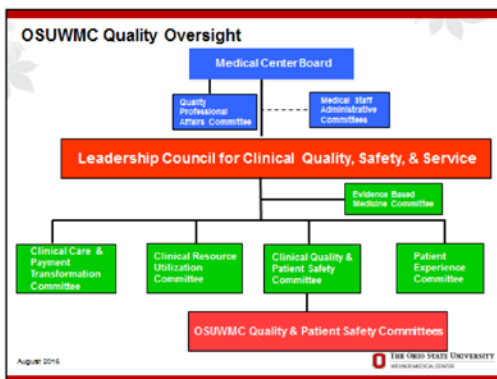 OSUWMC Quality Oversight
Medical Center Board
Quality
Professional
Affairs Committee
Medical Staff
Administrative
Committees
Leadership Council for Clinical Quality, Safety, & Service
Evidence Based
Medicine Committee
Clinical Care &
Payment
Transformation
Committee
Clinical Resource
Utilization
Committee
Clinical Quality &
Patient Safety
Committee
Patient
Experience
Committee
OSUWMC Quality & Patient Safety Committees
August 2016
THE OHIO STATE UNIVERSITY
WEXNER MEDICAL CENTER